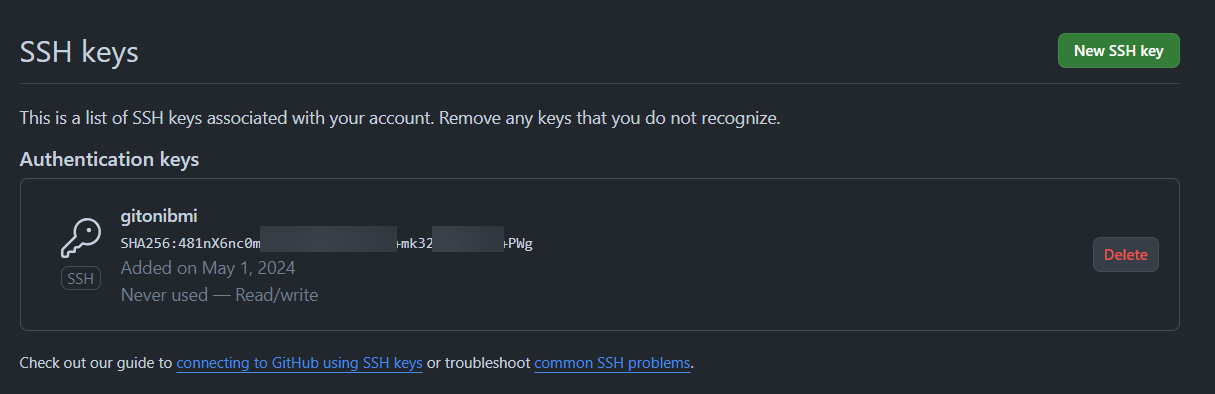 SSH keys
New SSH key
This is a list of SSH keys associated with your account. Remove any keys that you do not recognize.
Authentication keys
gitonibmi
SHA256:481nX6nc0m +mk32 +PWg
Added on May 1, 2024
Never used — Read/write
SSH
Delete
Check out our guide to connecting to GitHub using SSH keys or troubleshoot common SSH problems.